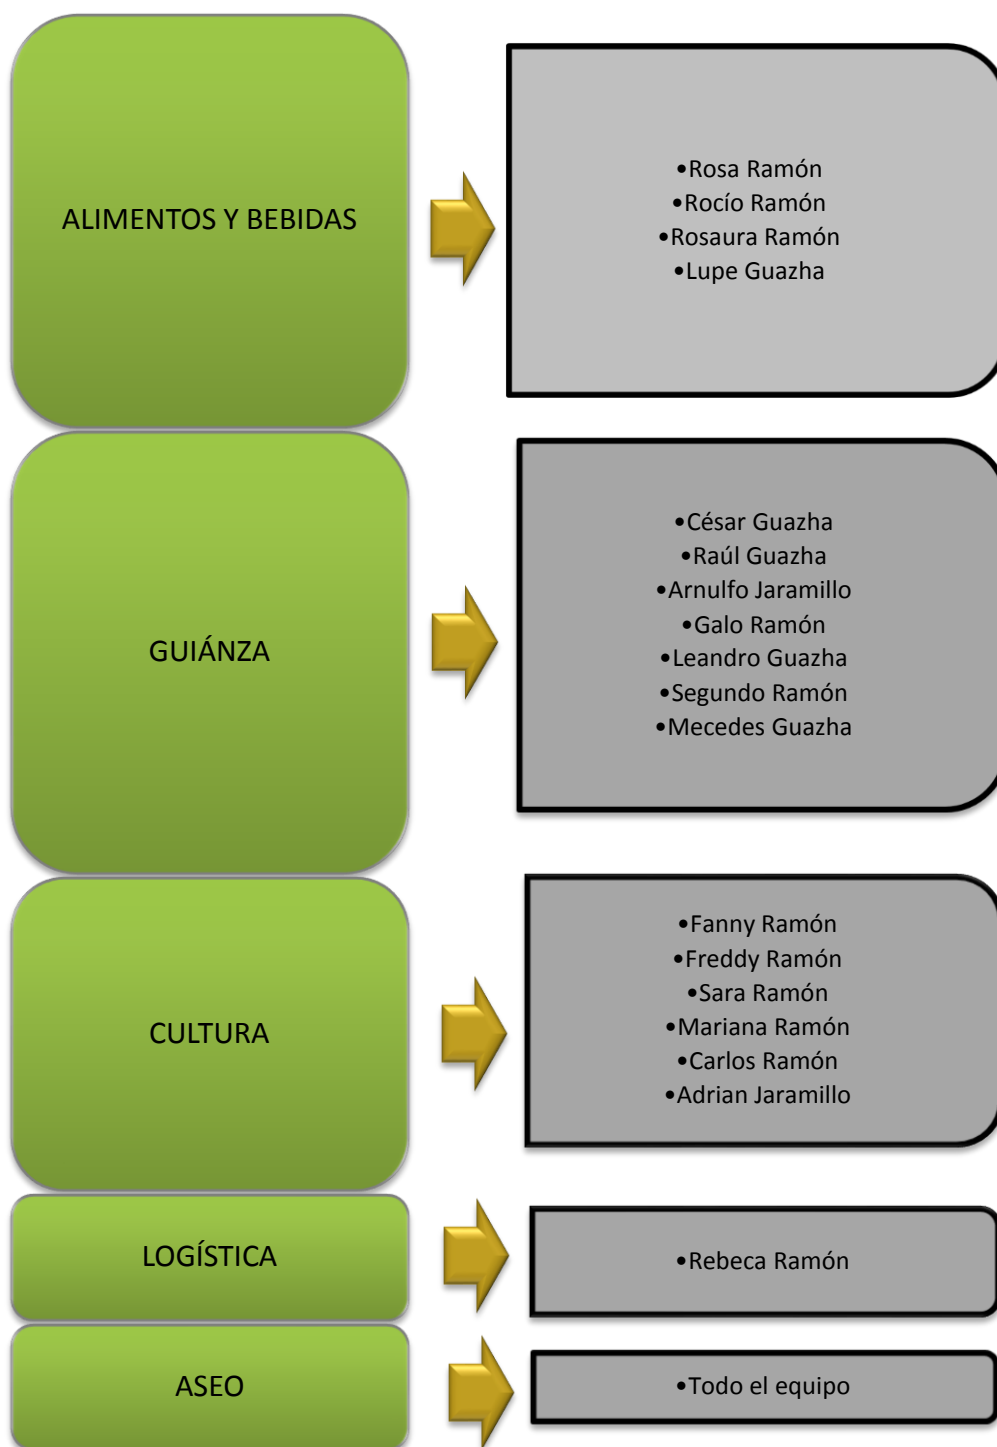 ALIMENTOS Y BEBIDAS
•Rosa Ramón
•Rocío Ramón
•Rosaura Ramón
•Lupe Guazha
GUIÁNZA
•César Guazha
•Raúl Guazha
•Arnulfo Jaramillo
•Galo Ramón
•Leandro Guazha
•Segundo Ramón
•Mecedes Guazha
CULTURA
•Fanny Ramón
•Freddy Ramón
•Sara Ramón
•Mariana Ramón
•Carlos Ramón
•Adrian Jaramillo
LOGÍSTICA
•Rebeca Ramón
ASEO
•Todo el equipo